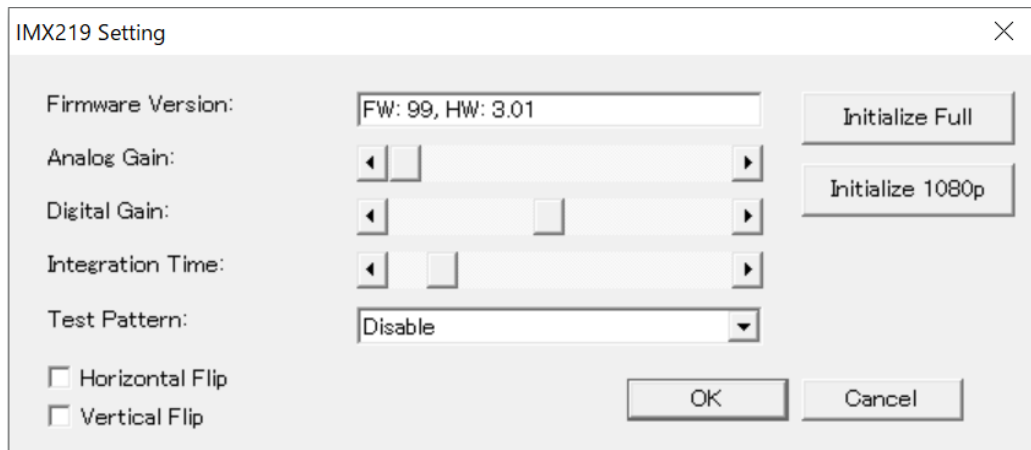 IMX219 Setting
Firmware Version:
FW: 99, HW: 3.01
Initialize Full
Analog Gain:
Initialize 1080p
Digital Gain:
Integration Time:
Test Pattern:
Disable
Horizontal Flip
OK
Cancel
Vertical Flip